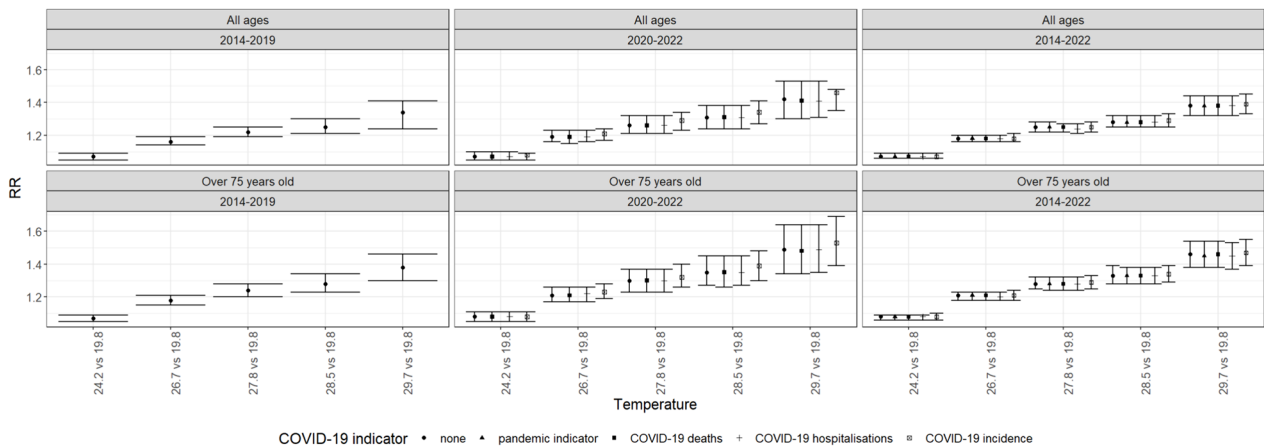 All ages All ages All ages
2014-2019 2020-2022 2014-2022
1.6
1.4
1.2
RR
Over 75 years old Over 75 years old Over 75 years old
2014-2019 2020-2022 2014-2022
1.6
1.4
1.2
24.2 vs 19.8 26.7 vs 19.8 27.8 vs 19.8 28.5 vs 19.8 29.7 vs 19.8 24.2 vs 19.8 26.7 vs 19.8 27.8 vs 19.8 28.5 vs 19.8 29.7 vs 19.8 24.2 vs 19.8 26.7 vs 19.8 27.8 vs 19.8 28.5 vs 19.8 29.7 vs 19.8
Temperature
COVID-19 indicator none pandemic indicator COVID-19 deaths COVID-19 hospitalisations COVID-19 incidence